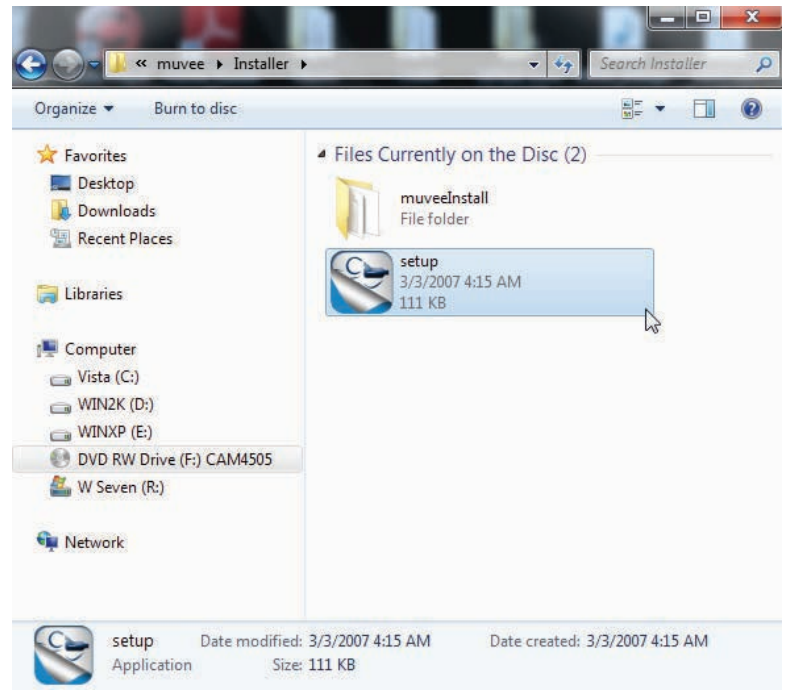 « muvee ▸ Installer ▸
Search Installer
Organize Burn to disc
Favorites
Desktop
Downloads
Recent Places
Libraries
Computer
Vista (C:)
WIN2K (D:)
WINXP (E:)
DVD RW Drive (F:) CAM4505
W Seven (R:)
Network
Files Currently on the Disc (2)
muveeInstall
File folder
setup
3/3/2007 4:15 AM
111 KB
setup Date modified: 3/3/2007 4:15 AM Date created: 3/3/2007 4:15 AM
Application Size: 111 KB